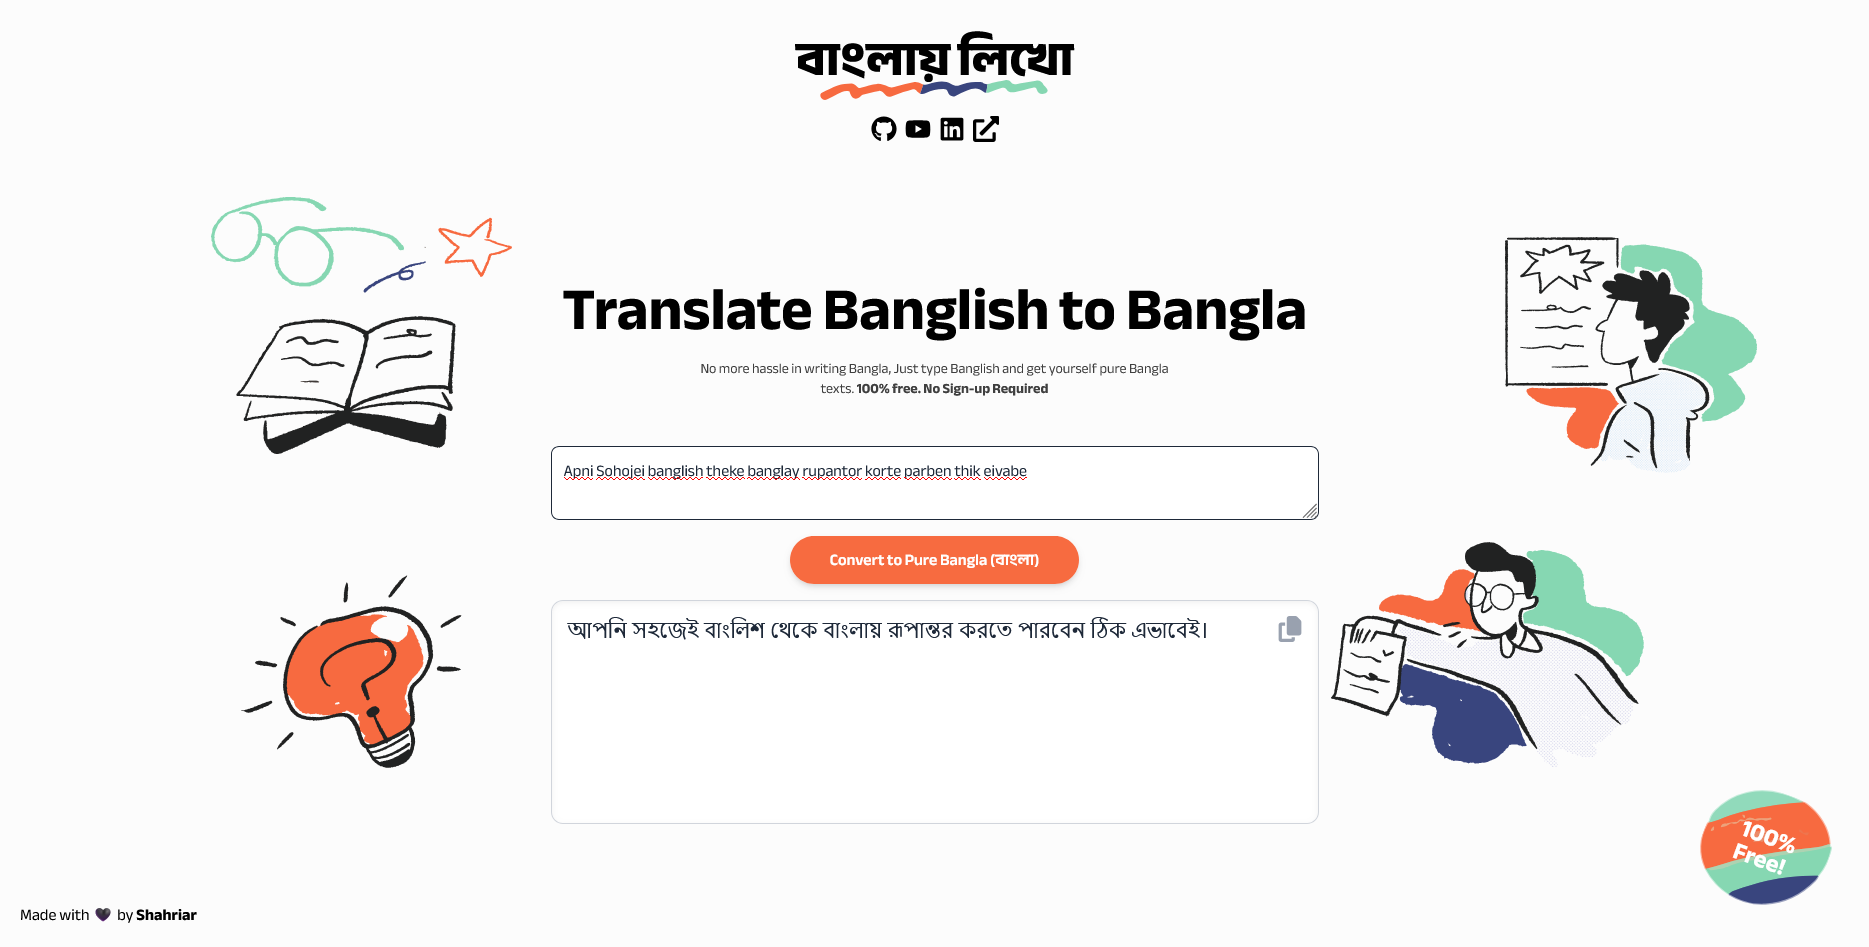 বাংলায় লিখো
Translate Banglish to Bangla
No more hassle in writing Bangla, Just type Banglish and get yourself pure Bangla
texts. 100% free. No Sign-up Required
Apni Sohojei banglish theke banglay rupantor korte parben thik eivabe
Convert to Pure Bangla (বাংলা)
আপনি সহজেই বাংলিশ থেকে বাংলায় রূপান্তর করতে পারবেন ঠিক এভাবেই।
100%
Free!
Made with 🖤 by Shahriar